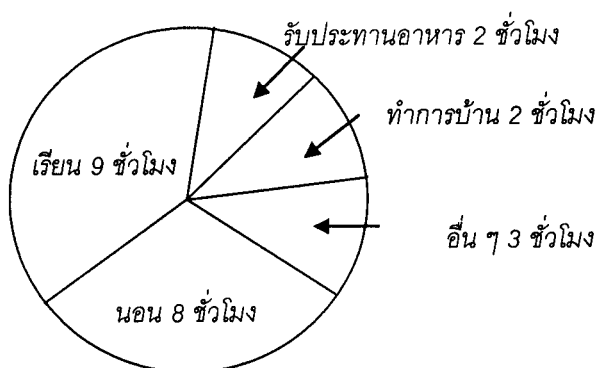 รับประทานอาหาร 2 ชั่วโมง
ทำการบ้าน 2 ชั่วโมง
เรียน 9 ชั่วโมง
อื่น ๆ 3 ชั่วโมง
นอน 8 ชั่วโมง